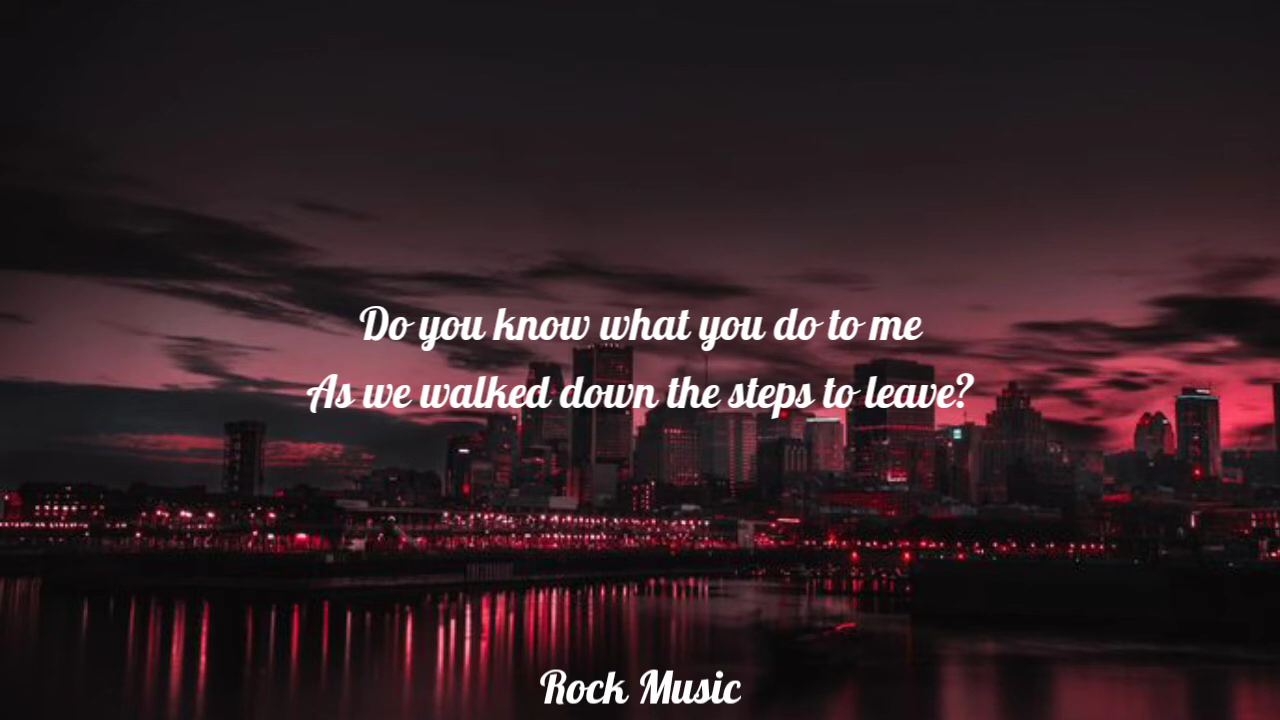 Do you know what you do to me
As we walked down the steps to leave?
Rock Music